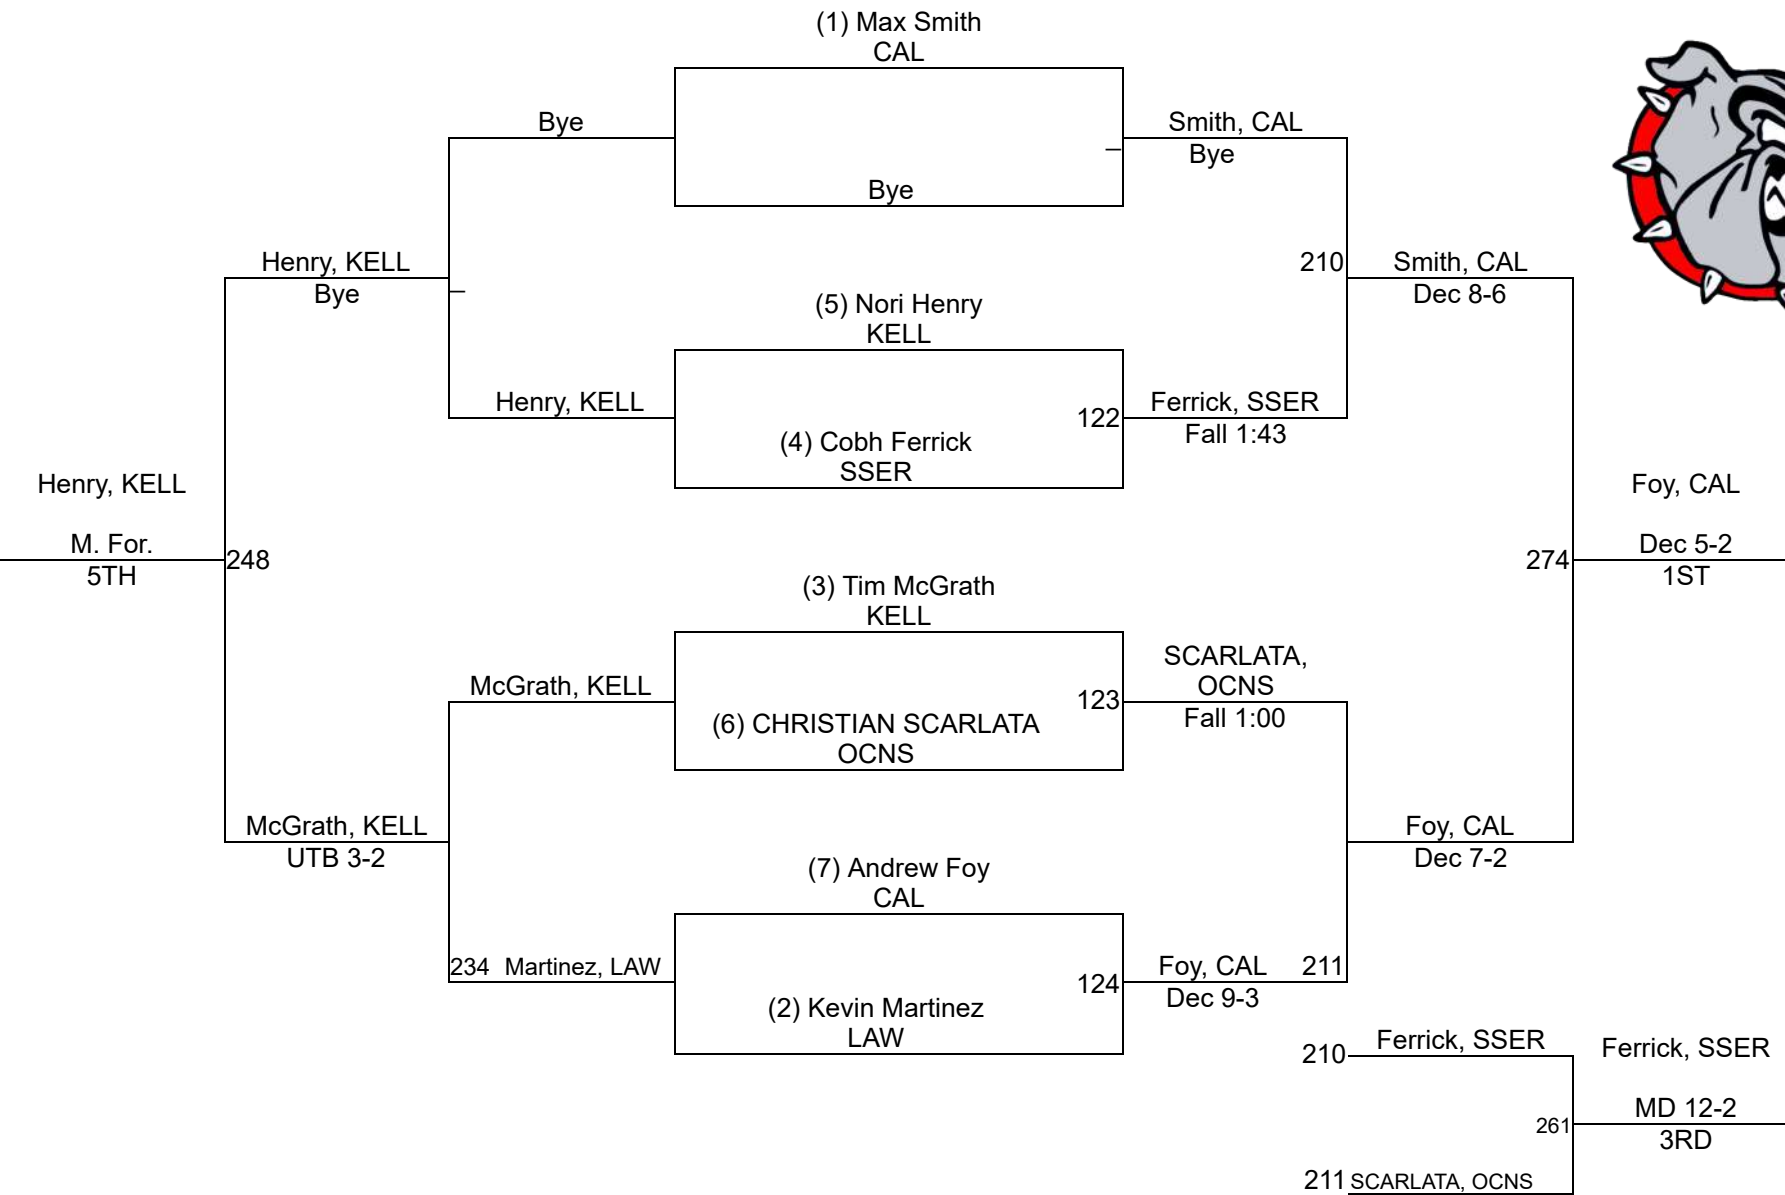 (1) Max Smith
CAL
Bye
Smith, CAL
Bye
Bye
Henry, KELL
Bye
210
Smith, CAL
Dec 8-6
(5) Nori Henry
KELL
Henry, KELL
122
Ferrick, SSER
Fall 1:43
(4) Cobh Ferrick
SSER
Henry, KELL
M. For.
5TH
248
Foy, CAL
274
Dec 5-2
1ST
(3) Tim McGrath
KELL
McGrath, KELL
123
SCARLATA,
OCNS
Fall 1:00
(6) CHRISTIAN SCARLATA
OCNS
McGrath, KELL
UTB 3-2
Foy, CAL
Dec 7-2
(7) Andrew Foy
CAL
234 Martinez, LAW
124
Foy, CAL
Dec 9-3
211
(2) Kevin Martinez
LAW
210 Ferrick, SSER
Ferrick, SSER
261
MD 12-2
3RD
211 SCARLATA, OCNS